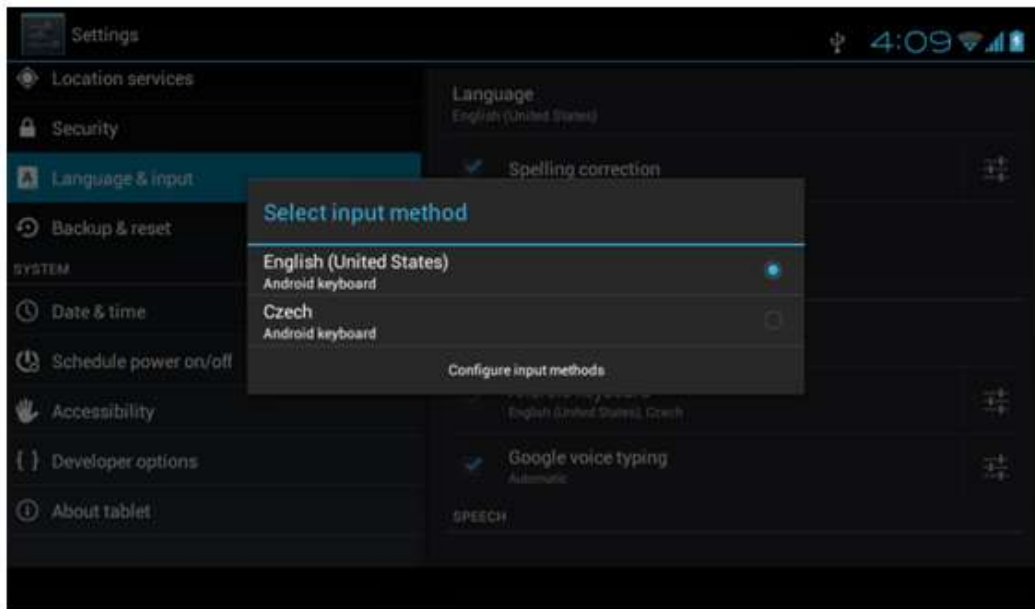 Settings
4:09
Location services
Security
Language & input
Backup & reset
SYSTEM
Date & time
Schedule power on/off
Accessibility
{ } Developer options
About tablet
Language
English (United States)
Spelling correction
Select input method
English (United States)
Android keyboard
Czech
Android keyboard
Configure input methods
English (United States), Czech
Google voice typing
Automatic
SPEECH